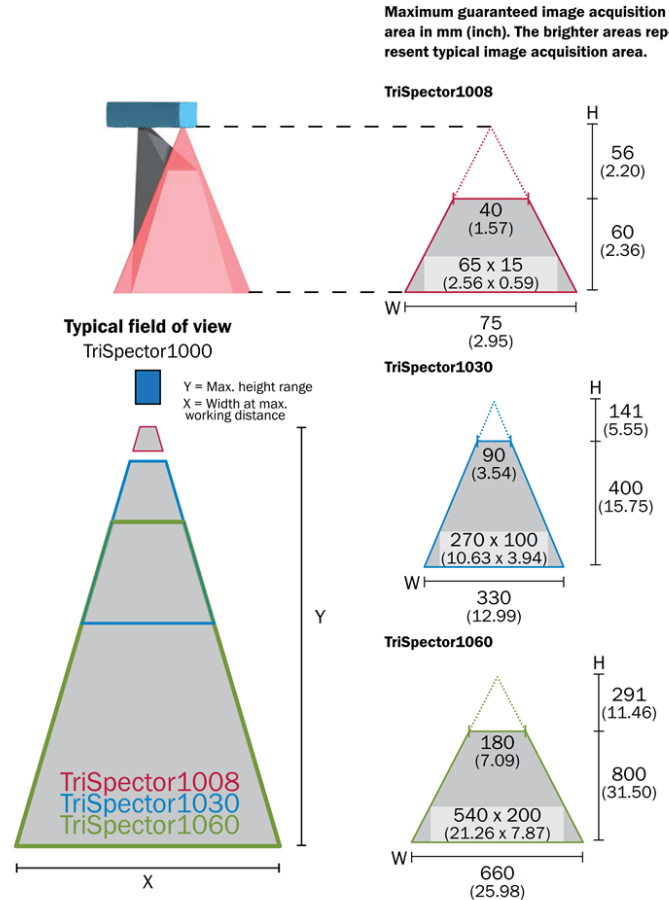 Maximum guaranteed image acquisition
area in mm (inch). The brighter areas rep
resent typical image acquisition area.
TriSpector1008
H
56
(2.20)
40
(1.57)
60
(2.36)
65 x 15
(2.56 x 0.59)
W
75
(2.95)
Typical field of view
TriSpector1000
Y = Max. height range
X = Width at max.
working distance
Y
TriSpector1008
TriSpector1030
TriSpector1060
X
TriSpector1030
H
141
(5.55)
90
(3.54)
400
(15.75)
270 x 100
(10.63 x 3.94)
W
330
(12.99)
TriSpector1060
H
291
(11.46)
180
(7.09)
800
(31.50)
540 x 200
(21.26 x 7.87)
W
660
(25.98)